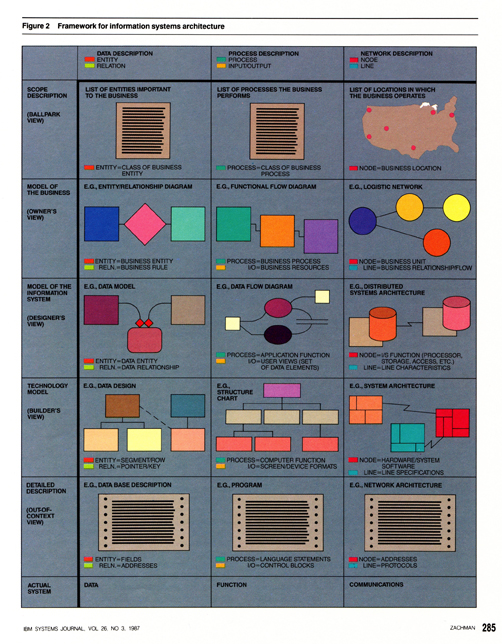 Figure 2 Framework for information systems architecture
DATA DESCRIPTION
ENTITY
RELATION
PROCESS DESCRIPTION
PROCESS
INPUT/OUTPUT
NETWORK DESCRIPTION
NODE
LINE
SCOPE
DESCRIPTION
(BALLPARK
VIEW)
LIST OF ENTITIES IMPORTANT
TO THE BUSINESS
ENTITY=CLASS OF BUSINESS
ENTITY
LIST OF PROCESSES THE BUSINESS
PERFORMS
PROCESS=CLASS OF BUSINESS
PROCESS
LIST OF LOCATIONS IN WHICH
THE BUSINESS OPERATES
NODE=BUSINESS LOCATION
MODEL OF
THE BUSINESS
(OWNER'S
VIEW)
E.G., ENTITY/RELATIONSHIP DIAGRAM
ENTITY=BUSINESS ENTITY
RELN.=BUSINESS RULE
E.G., FUNCTIONAL FLOW DIAGRAM
PROCESS=BUSINESS PROCESS
I/O=BUSINESS RESOURCES
E.G., LOGISTIC NETWORK
NODE=BUSINESS UNIT
LINE=BUSINESS RELATIONSHIP/FLOW
MODEL OF THE
INFORMATION
SYSTEM
(DESIGNER'S
VIEW)
E.G., DATA MODEL
ENTITY=DATA ENTITY
RELN.=DATA RELATIONSHIP
E.G., DATA FLOW DIAGRAM
PROCESS=APPLICATION FUNCTION
I/O=USER VIEWS (SET
OF DATA ELEMENTS)
E.G., DISTRIBUTED
SYSTEMS ARCHITECTURE
NODE=I/S FUNCTION (PROCESSOR,
STORAGE, ACCESS, ETC.)
LINE=LINE CHARACTERISTICS
TECHNOLOGY
MODEL
(BUILDER'S
VIEW)
E.G., DATA DESIGN
ENTITY=SEGMENT/ROW
RELN.=POINTER/KEY
E.G.,
STRUCTURE
CHART
PROCESS=COMPUTER FUNCTION
I/O=SCREEN/DEVICE FORMATS
E.G., SYSTEM ARCHITECTURE
NODE=HARDWARE/SYSTEM
SOFTWARE
LINE=LINE SPECIFICATIONS
DETAILED
DESCRIPTION
(OUT-OF-
CONTEXT
VIEW)
E.G., DATA BASE DESCRIPTION
ENTITY=FIELDS
RELN.=ADDRESSES
E.G., PROGRAM
PROCESS=LANGUAGE STATEMENTS
I/O=CONTROL BLOCKS
E.G., NETWORK ARCHITECTURE
NODE=ADDRESSES
LINE=PROTOCOLS
ACTUAL
SYSTEM
DATA
FUNCTION
COMMUNICATIONS
IBM SYSTEMS JOURNAL, VOL 26, NO 3, 1987
ZACHMAN 285